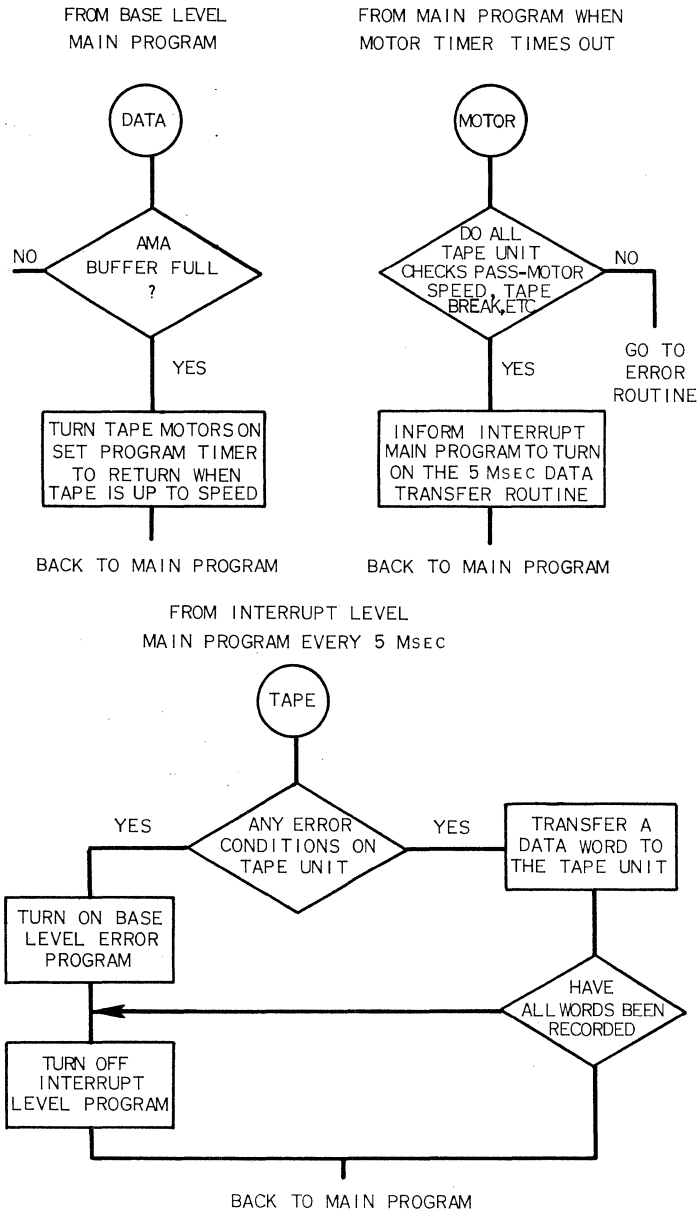 FROM BASE LEVEL
MAIN PROGRAM
DATA
AMA
BUFFER FULL
?
NO
YES
TURN TAPE MOTORS ON
SET PROGRAM TIMER
TO RETURN WHEN
TAPE IS UP TO SPEED
BACK TO MAIN PROGRAM
FROM MAIN PROGRAM WHEN
MOTOR TIMER TIMES OUT
MOTOR
DO ALL
TAPE UNIT
CHECKS PASS-MOTOR
SPEED, TAPE
BREAK, ETC
NO
GO TO
ERROR
ROUTINE
YES
INFORM INTERRUPT
MAIN PROGRAM TO TURN
ON THE 5 MSEC DATA
TRANSFER ROUTINE
BACK TO MAIN PROGRAM
FROM INTERRUPT LEVEL
MAIN PROGRAM EVERY 5 MSEC
TAPE
ANY ERROR
CONDITIONS ON
TAPE UNIT
YES
YES
TURN ON BASE
LEVEL ERROR
PROGRAM
TRANSFER A
DATA WORD TO
THE TAPE UNIT
HAVE
ALL WORDS BEEN
RECORDED
TURN OFF
INTERRUPT
LEVEL PROGRAM
BACK TO MAIN PROGRAM